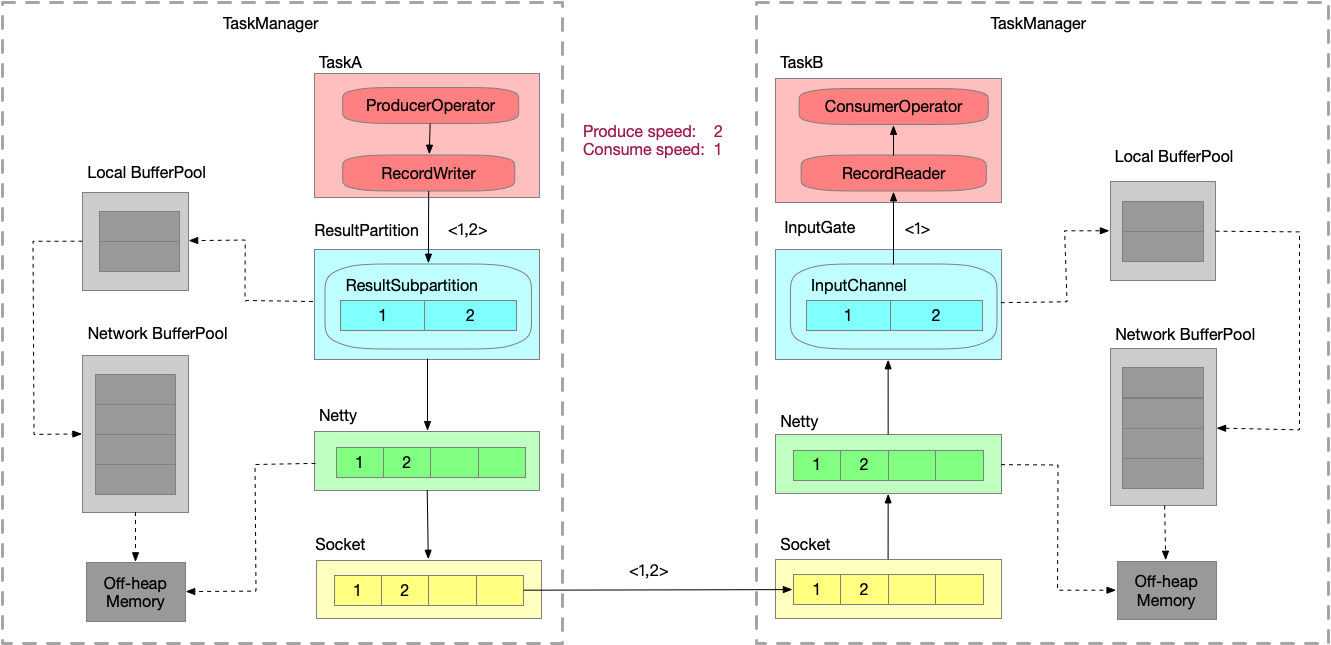 TaskManager
TaskA
ProducerOperator
RecordWriter
Local BufferPool
ResultPartition
<1,2>
ResultSubpartition
1 2
Network BufferPool
Netty
1 2
Socket
1 2
Off-heap
Memory
Produce speed: 2
Consume speed: 1
<1,2>
TaskManager
TaskB
ConsumerOperator
RecordReader
Local BufferPool
InputGate
<1>
InputChannel
1 2
Network BufferPool
Netty
1 2
Socket
1 2
Off-heap
Memory